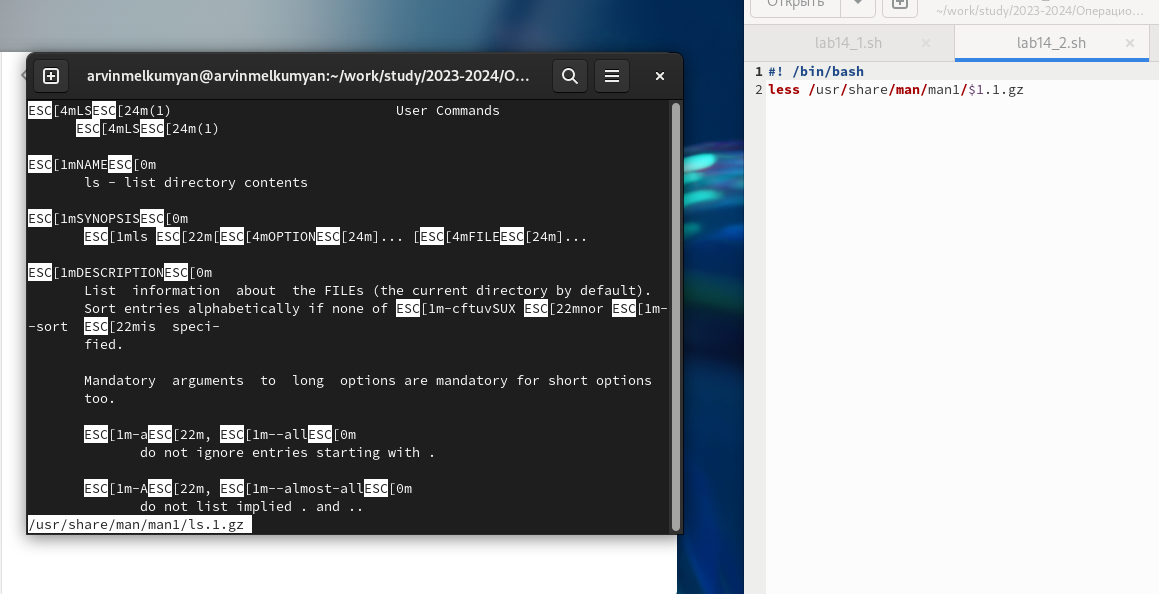 arvinmelkumyan@arvinmelkumyan:~/work/study/2023-2024/О...
ESC[4mLSESC[24m(1)                            User Commands
      ESC[4mLSESC[24m(1)
ESC[1mNAMEESC[0m
       ls - list directory contents
ESC[1mSYNOPSISESC[0m
       ESC[1mls ESC[22m[ESC[4mOPTIONESC[24m]... [ESC[4mFILEESC[24m]...
ESC[1mDESCRIPTIONESC[0m
       List  information  about  the FILEs (the current directory by default).
       Sort entries alphabetically if none of ESC[1m-cftuvSUX ESC[22mnor ESC[1m-
-sort  ESC[22mis  speci-
       fied.
       Mandatory  arguments  to  long  options are mandatory for short options
       too.
       ESC[1m-aESC[22m, ESC[1m--allESC[0m
              do not ignore entries starting with .
       ESC[1m-AESC[22m, ESC[1m--almost-allESC[0m
              do not list implied . and ..
/usr/share/man/man1/ls.1.gz
Открыть
~/work/study/2023-2024/Операцио...
lab14_1.sh × lab14_2.sh ×
1 #! /bin/bash
2 less /usr/share/man/man1/$1.1.gz